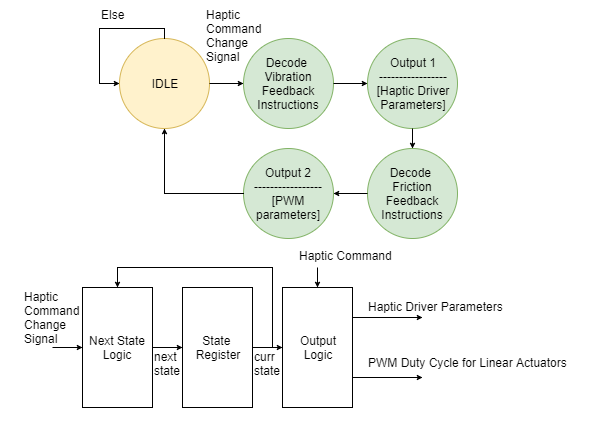 Else
Haptic
Command
Change
Signal
IDLE
Decode
Vibration
Feedback
Instructions
Output 1
-----------------
[Haptic Driver
Parameters]
Output 2
-----------------
[PWM
parameters]
Decode
Friction
Feedback
Instructions
Haptic Command
Haptic
Command
Change
Signal
Next State
Logic
next
state
State
Register
curr
state
Output
Logic
Haptic Driver Parameters
PWM Duty Cycle for Linear Actuators